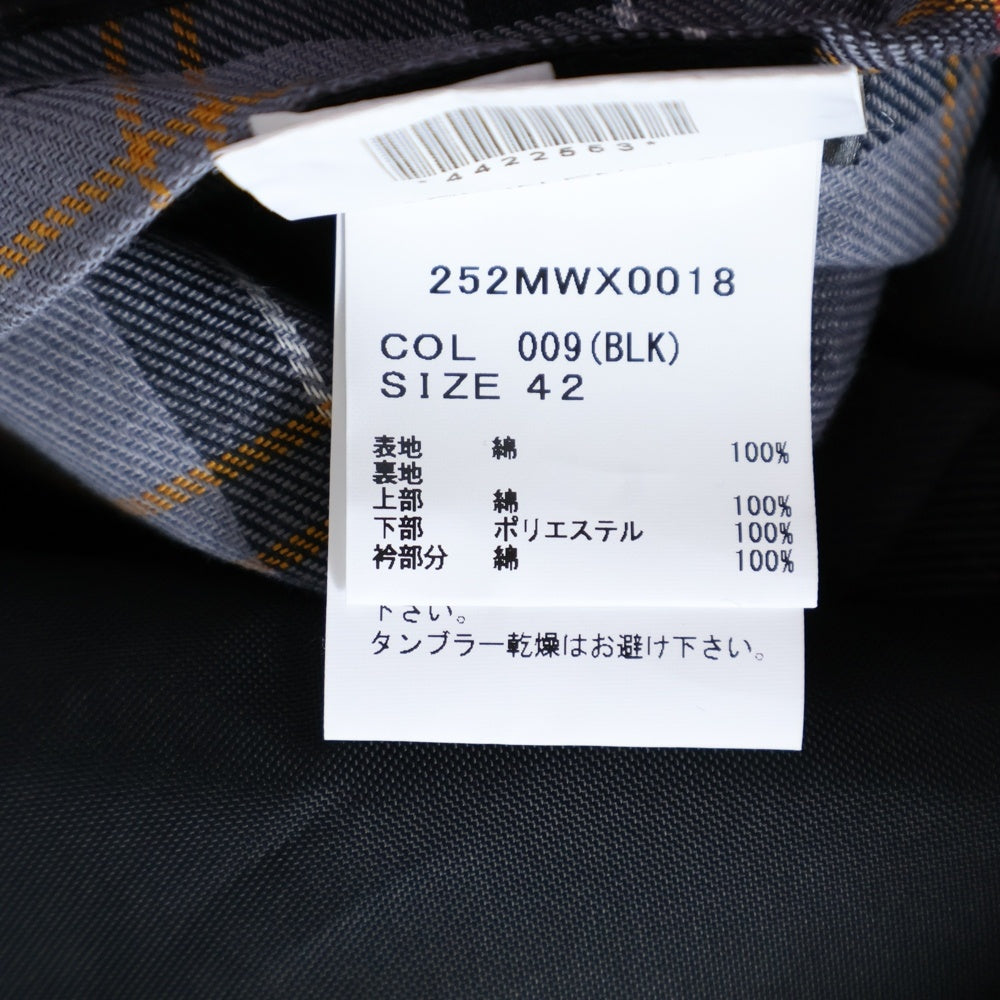 *4422563*
252MWX0018
COL 009(BLK)
SIZE 42
表地 綿 100%
裏地
上部 綿 100%
下部 ポリエステル 100%
衿部分 綿 100%
下さい。
タンブラー乾燥はお避け下さい。